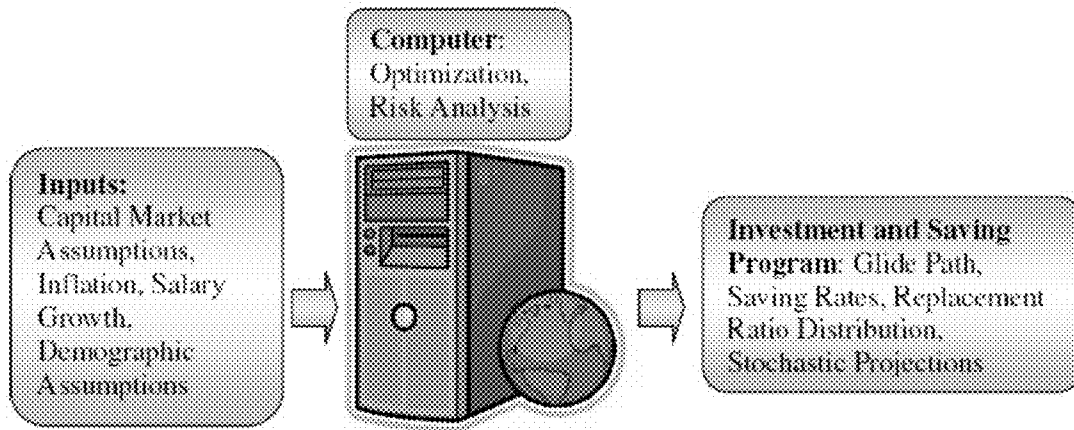 Computer:
Optimization,
Risk Analysis
Inputs:
Capital Market
Assumptions,
Inflation, Salary
Growth,
Demographic
Assumptions
Investment and Saving
Program: Glide Path,
Saving Rates, Replacement
Ratio Distribution,
Stochastic Projections